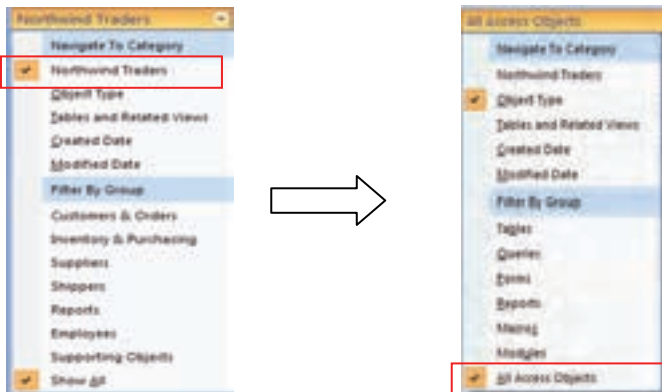 Northwind Traders
Navigate To Category
Northwind Traders
Object Type
Tables and Related Views
Created Date
Modified Date
Filter By Group
Customers & Orders
Inventory & Purchasing
Suppliers
Shippers
Reports
Employees
Supporting Objects
Show All
All Access Objects
Navigate To Category
Northwind Traders
Object Type
Tables and Related Views
Created Date
Modified Date
Filter By Group
Tables
Queries
Forms
Reports
Macros
Modules
All Access Objects